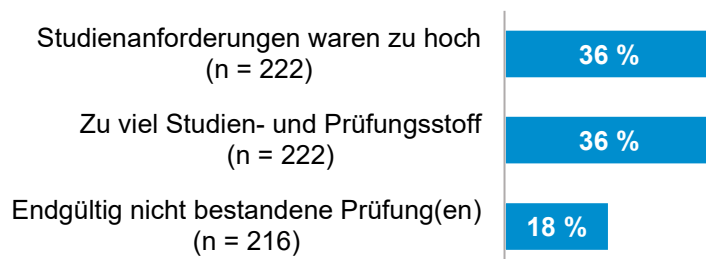 Studienanforderungen waren zu hoch
(n = 222)
36 %
Zu viel Studien- und Prüfungsstoff
(n = 222)
36 %
Endgültig nicht bestandene Prüfung(en)
(n = 216)
18 %